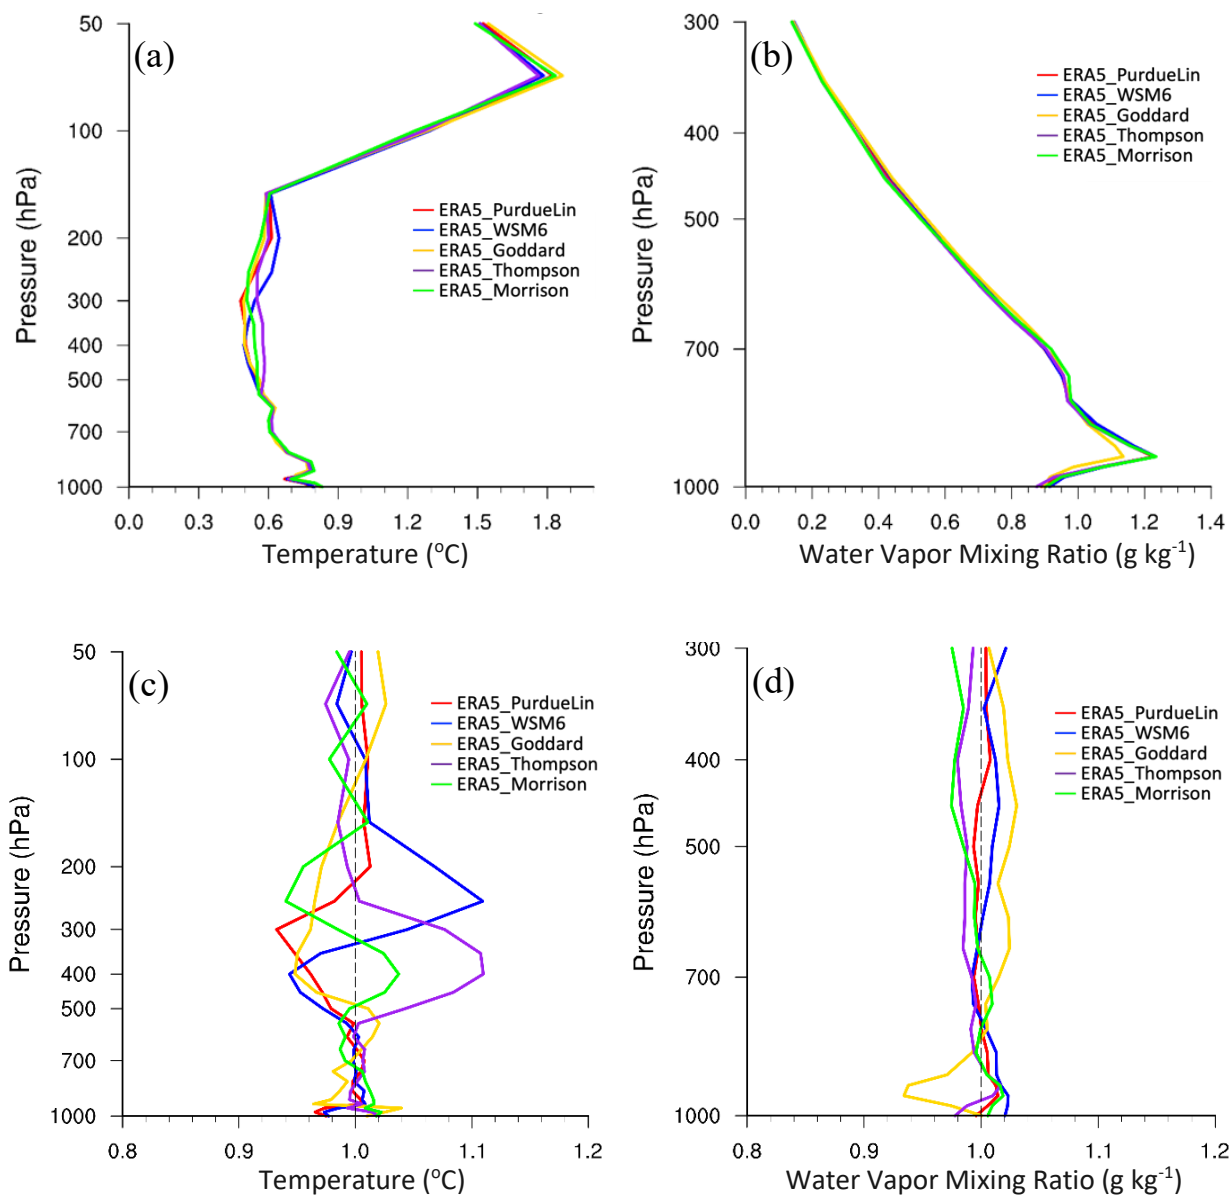 (a)
50
100
200
300
400
500
700
1000
Pressure (hPa)
ERA5_PurdueLin
ERA5_WSM6
ERA5_Goddard
ERA5_Thompson
ERA5_Morrison
0.0 0.3 0.6 0.9 1.2 1.5 1.8
Temperature (°C)
(b)
300
400
500
700
1000
Pressure (hPa)
ERA5_PurdueLin
ERA5_WSM6
ERA5_Goddard
ERA5_Thompson
ERA5_Morrison
0.0 0.2 0.4 0.6 0.8 1.0 1.2 1.4
Water Vapor Mixing Ratio (g kg⁻¹)
(c)
50
100
200
300
400
500
700
1000
Pressure (hPa)
ERA5_PurdueLin
ERA5_WSM6
ERA5_Goddard
ERA5_Thompson
ERA5_Morrison
0.8 0.9 1.0 1.1 1.2
Temperature (°C)
(d)
300
400
500
700
1000
Pressure (hPa)
ERA5_PurdueLin
ERA5_WSM6
ERA5_Goddard
ERA5_Thompson
ERA5_Morrison
0.8 0.9 1.0 1.1 1.2
Water Vapor Mixing Ratio (g kg⁻¹)